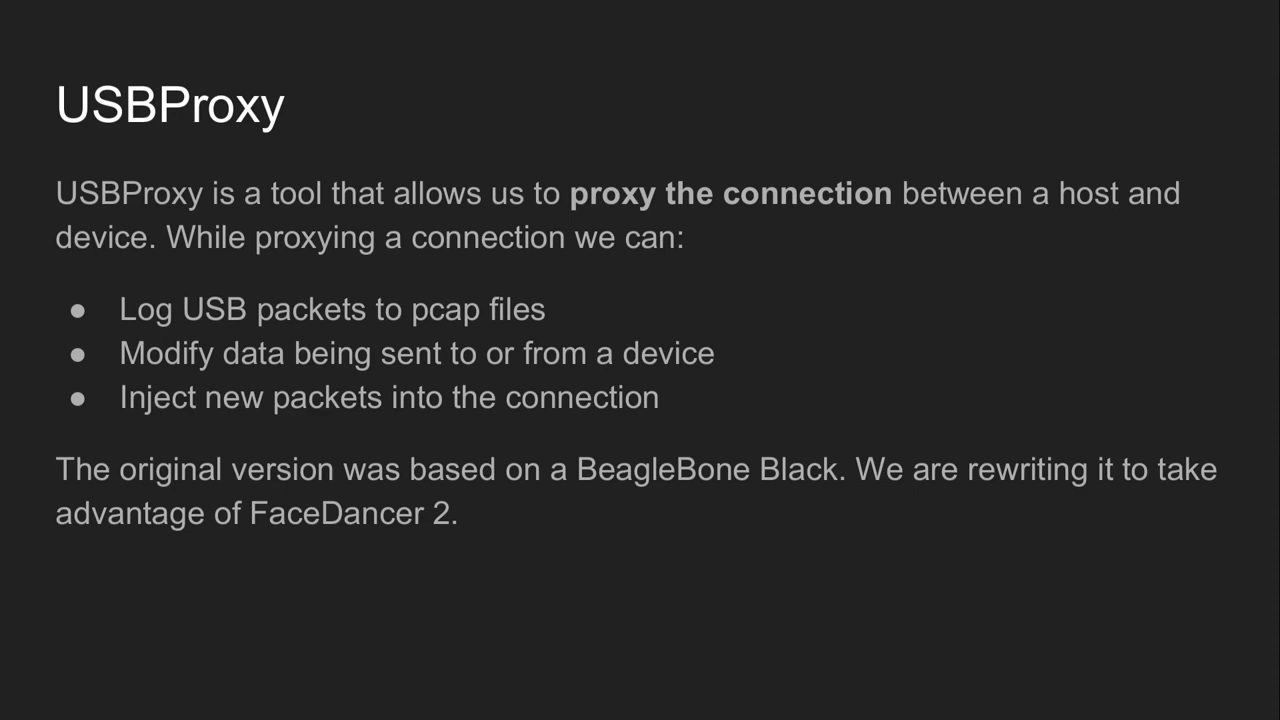 USBProxy
USBProxy is a tool that allows us to proxy the connection between a host and
device. While proxying a connection we can:
● Log USB packets to pcap files
● Modify data being sent to or from a device
● Inject new packets into the connection
The original version was based on a BeagleBone Black. We are rewriting it to take
advantage of FaceDancer 2.